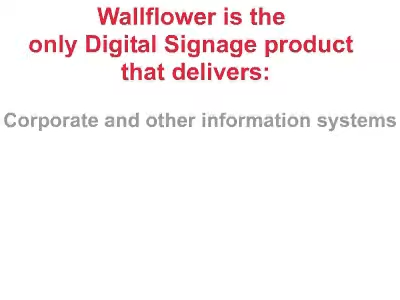 Wallflower is the
only Digital Signage product
that delivers:
Corporate and other information systems